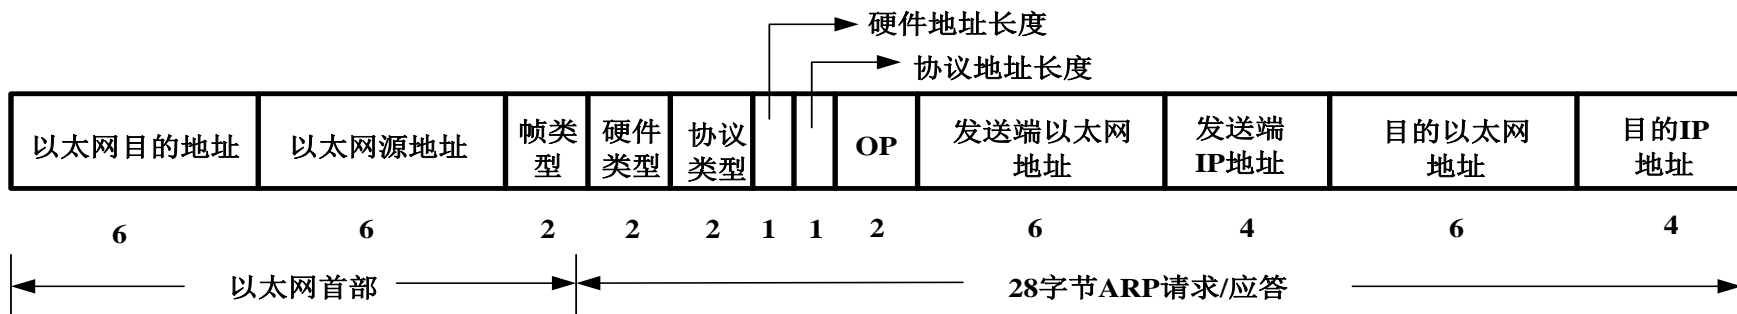 硬件地址长度
协议地址长度
以太网目的地址
以太网源地址
帧类
型
硬件
类型
协议
类型
OP
发送端以太网
地址
发送端
IP地址
目的以太网
地址
目的IP
地址
6
6
2
2
2
1
1
2
6
4
6
4
以太网首部
28字节ARP请求/应答